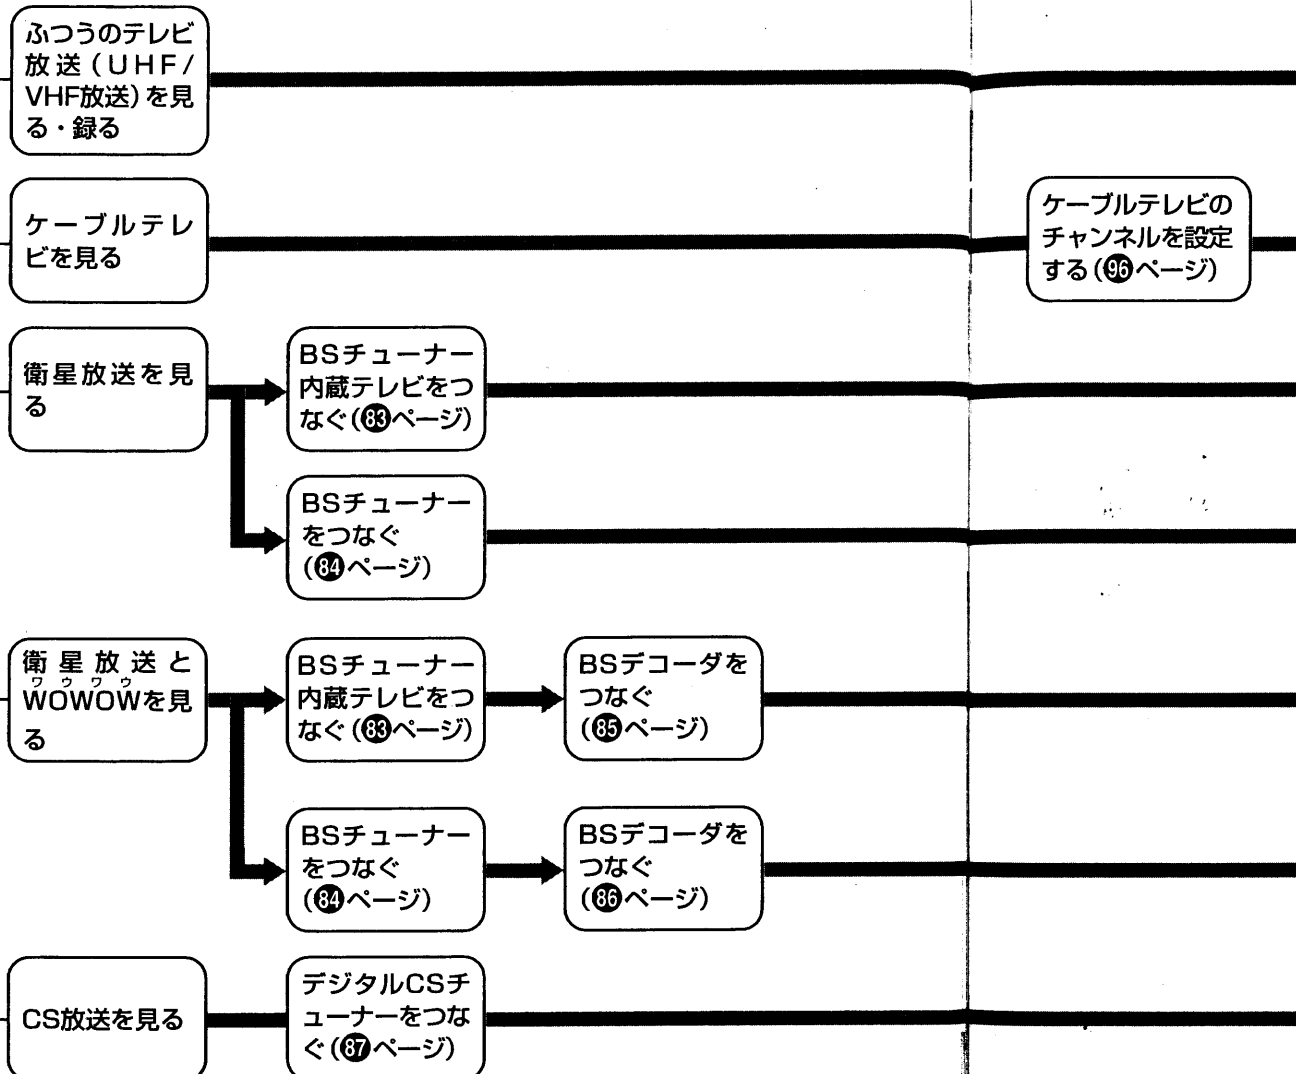 ふつうのテレビ
放送(UHF/
VHF放送)を見
る・録る
ケーブルテレ
ビを見る
ケーブルテレビの
チャンネルを設定
する(96ページ)
衛星放送を見
る
BSチューナー
内蔵テレビをつ
なぐ(83ページ)
BSチューナー
をつなぐ
(84ページ)
衛星放送と
ワウワウ
WOWOWを見
る
BSチューナー
内蔵テレビをつ
なぐ(83ページ)
BSデコーダを
つなぐ
(85ページ)
BSチューナー
をつなぐ
(84ページ)
BSデコーダを
つなぐ
(86ページ)
CS放送を見る
デジタルCSチ
ューナーをつな
ぐ(87ページ)